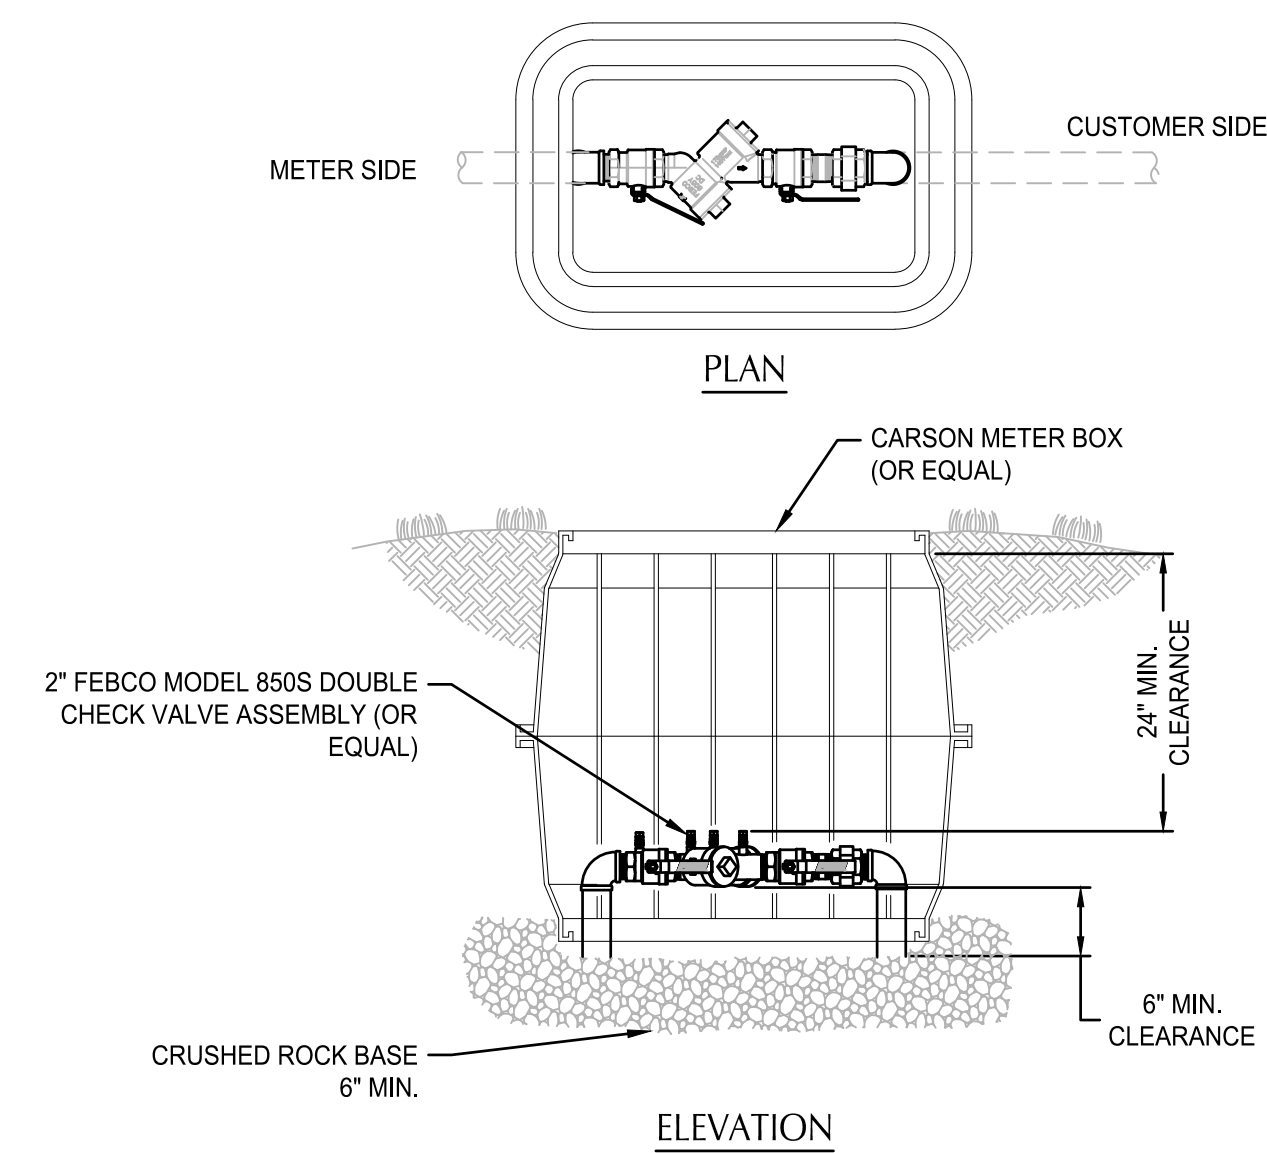 CUSTOMER SIDE
METER SIDE
PLAN
CARSON METER BOX
(OR EQUAL)
2" FEBCO MODEL 850S DOUBLE
CHECK VALVE ASSEMBLY (OR
EQUAL)
24" MIN.
CLEARANCE
6" MIN.
CLEARANCE
CRUSHED ROCK BASE
6" MIN.
ELEVATION